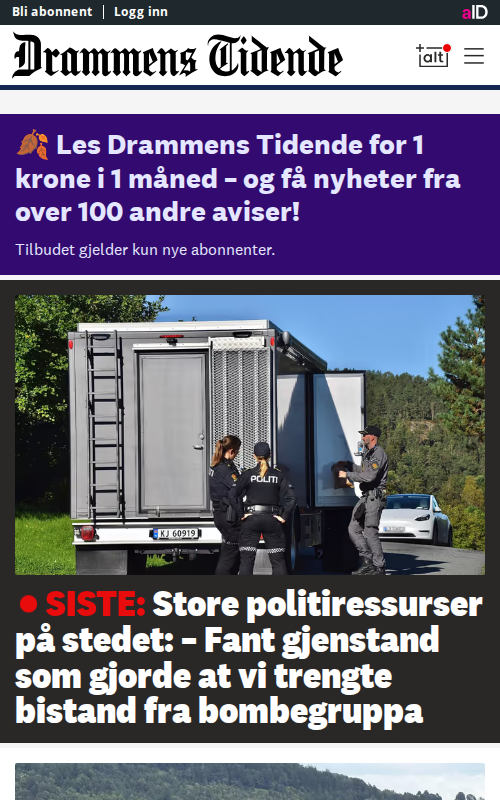 Bli abonnent | Logg inn
aID
Drammens Tidende
+alt
🍂 Les Drammens Tidende for 1
krone i 1 måned – og få nyheter fra
over 100 andre aviser!
Tilbudet gjelder kun nye abonnenter.
POLITI
KJ 60919
● SISTE: Store politiressurser
på stedet: – Fant gjenstand
som gjorde at vi trengte
bistand fra bombegruppa